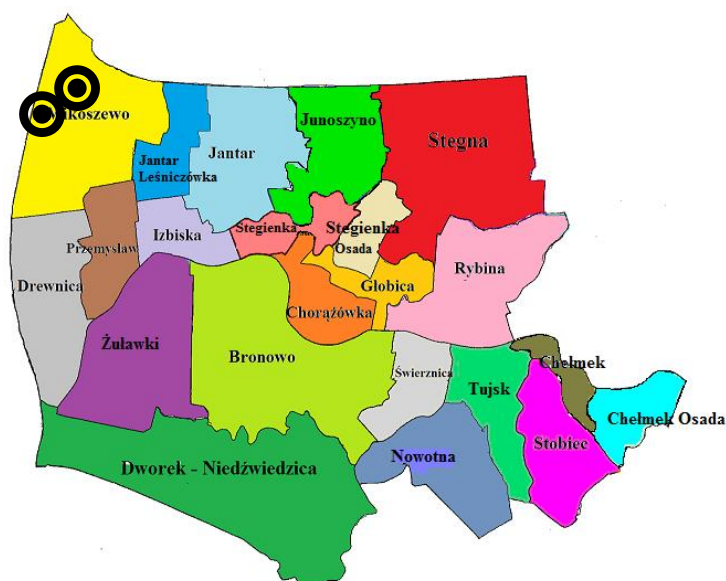 Junoszyno
Stegna
Jantar
Jantar
Leśniczówka
Stegienka
Stegienka
Izbiska
Osada
Przemysław
Rybina
Drewnica
Głobica
Chorążówka
Żuławki
Bronowo
Chełmek
Świerznica
Tujsk
Chełmek Osada
Stobiec
Nowotna
Dworek - Niedźwiedzica